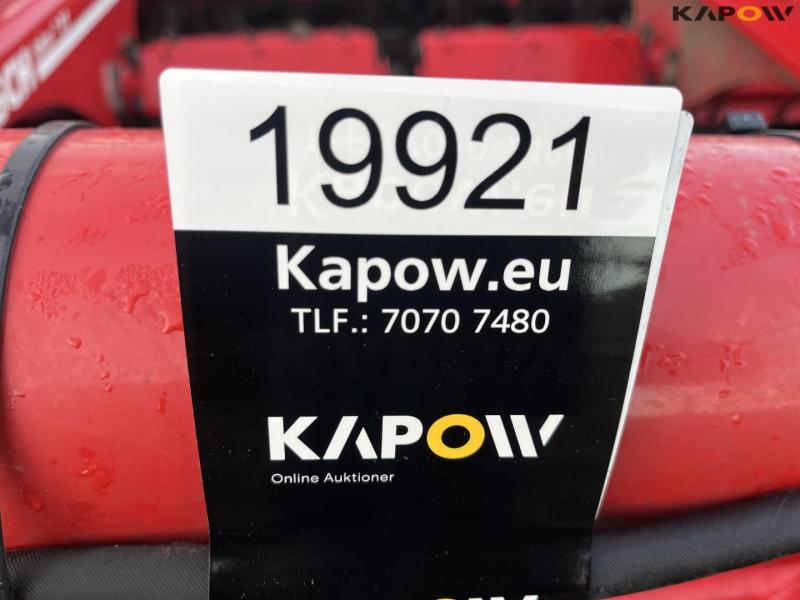 KAPOW
19921
Kapow.eu
TLF.: 7070 7480
KAPOW
Online Auktioner